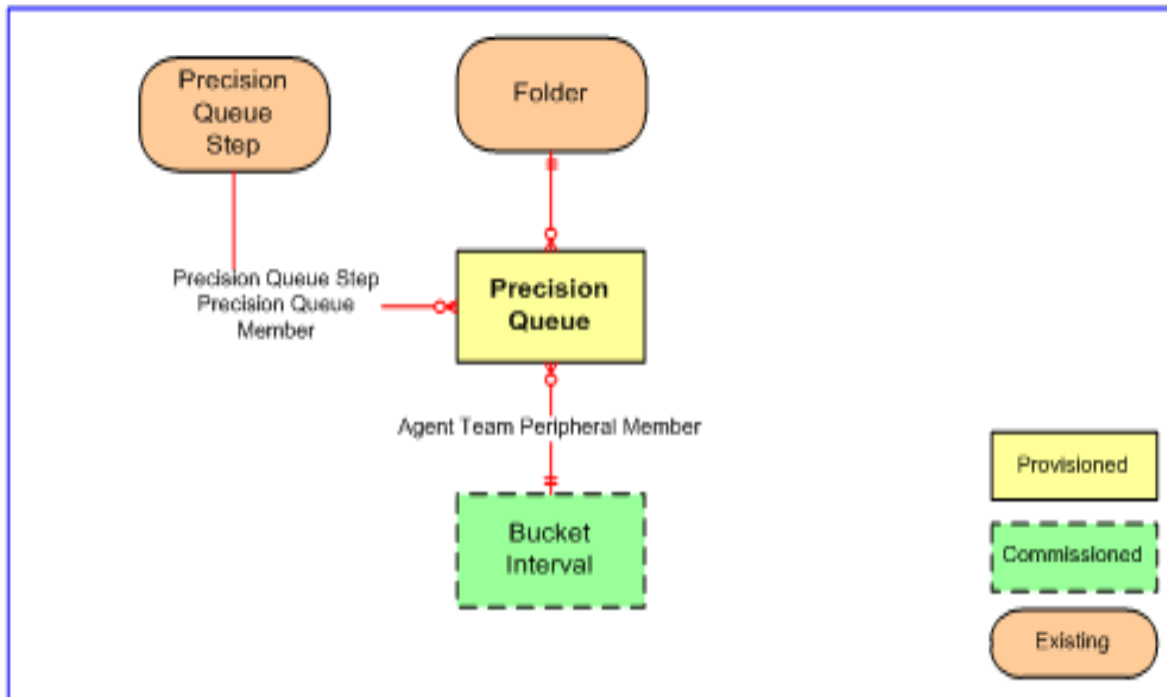 Precision
Queue
Step
Folder
Precision Queue Step
Precision Queue
Member
Precision
Queue
Agent Team Peripheral Member
Bucket
Interval
Provisioned
Commissioned
Existing